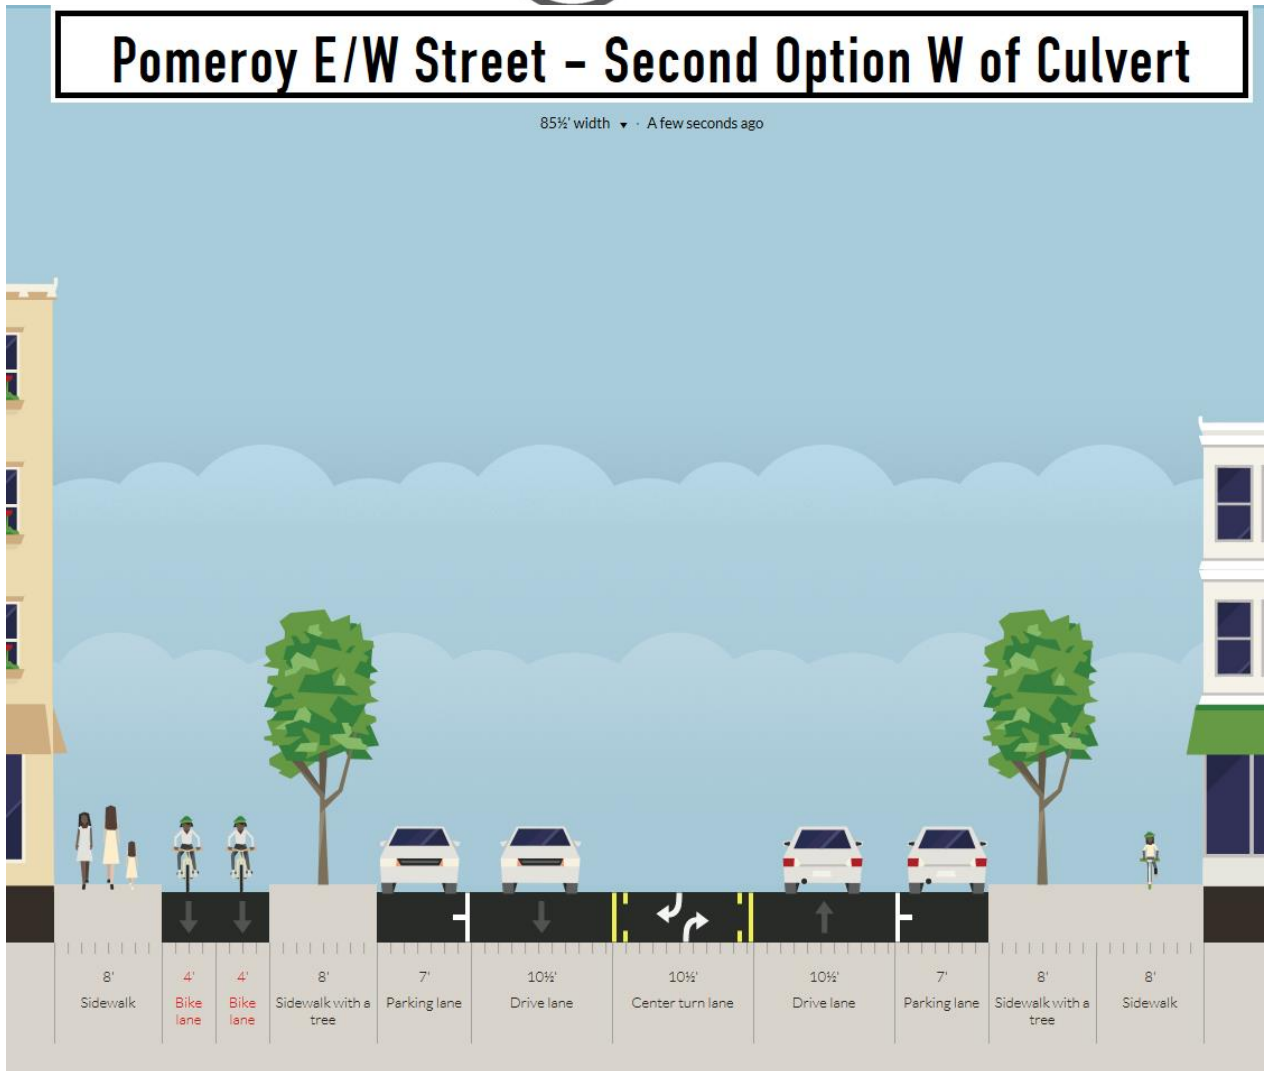 Pomeroy E/W Street - Second Option W of Culvert
85½' width ▾ · A few seconds ago
8' 4' 4' 8' 7' 10½' 10½' 10½' 7' 8' 8'
Sidewalk Bike Bike Sidewalk with a Parking lane Drive lane Center turn lane Drive lane Parking lane Sidewalk with a Sidewalk
lane lane tree tree